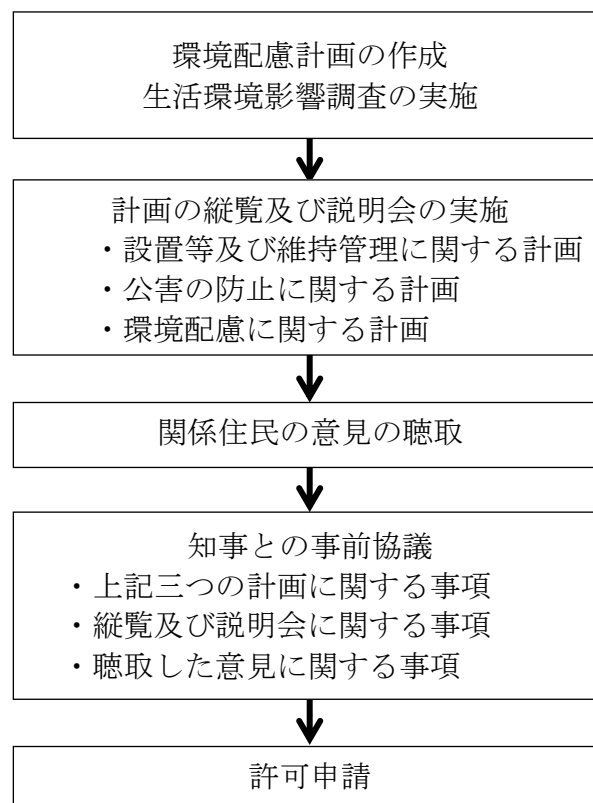 環境配慮計画の作成
生活環境影響調査の実施
計画の縦覧及び説明会の実施
・設置等及び維持管理に関する計画
・公害の防止に関する計画
・環境配慮に関する計画
関係住民の意見の聴取
知事との事前協議
・上記三つの計画に関する事項
・縦覧及び説明会に関する事項
・聴取した意見に関する事項
許可申請